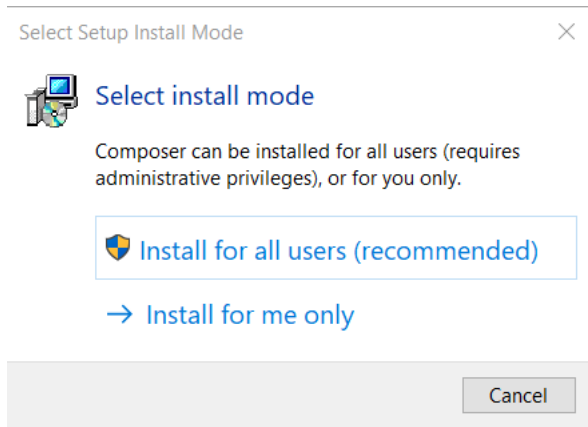 Select Setup Install Mode
Select install mode
Composer can be installed for all users (requires
administrative privileges), or for you only.
Install for all users (recommended)
Install for me only
Cancel